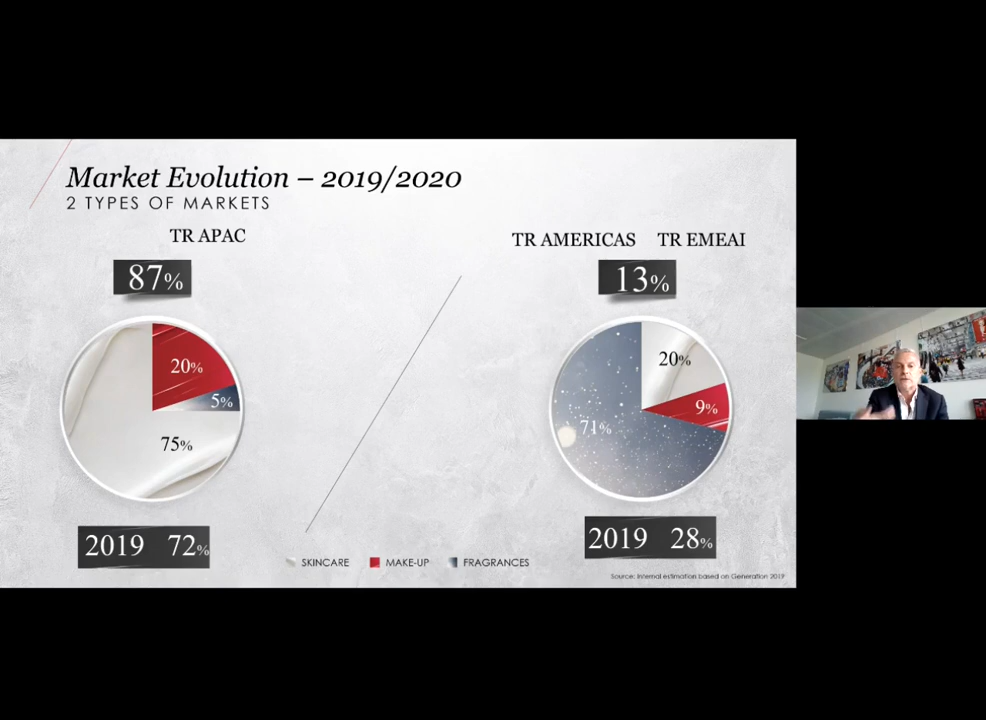 Market Evolution – 2019/2020
2 TYPES OF MARKETS
TR APAC
87%
20%
5%
75%
2019 72%
TR AMERICAS TR EMEAI
13%
20%
9%
71%
2019 28%
SKINCARE MAKE-UP FRAGRANCES
Source: Internal estimation based on Generation 2019